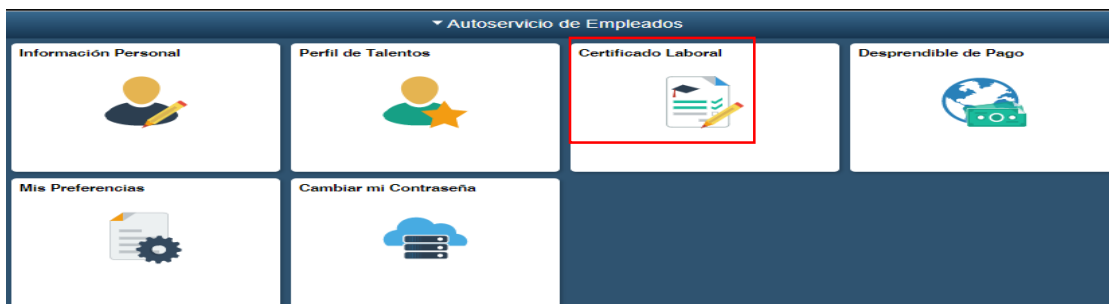 Autoservicio de Empleados
Información Personal
Perfil de Talentos
Certificado Laboral
Desprendible de Pago
Mis Preferencias
Cambiar mi Contraseña